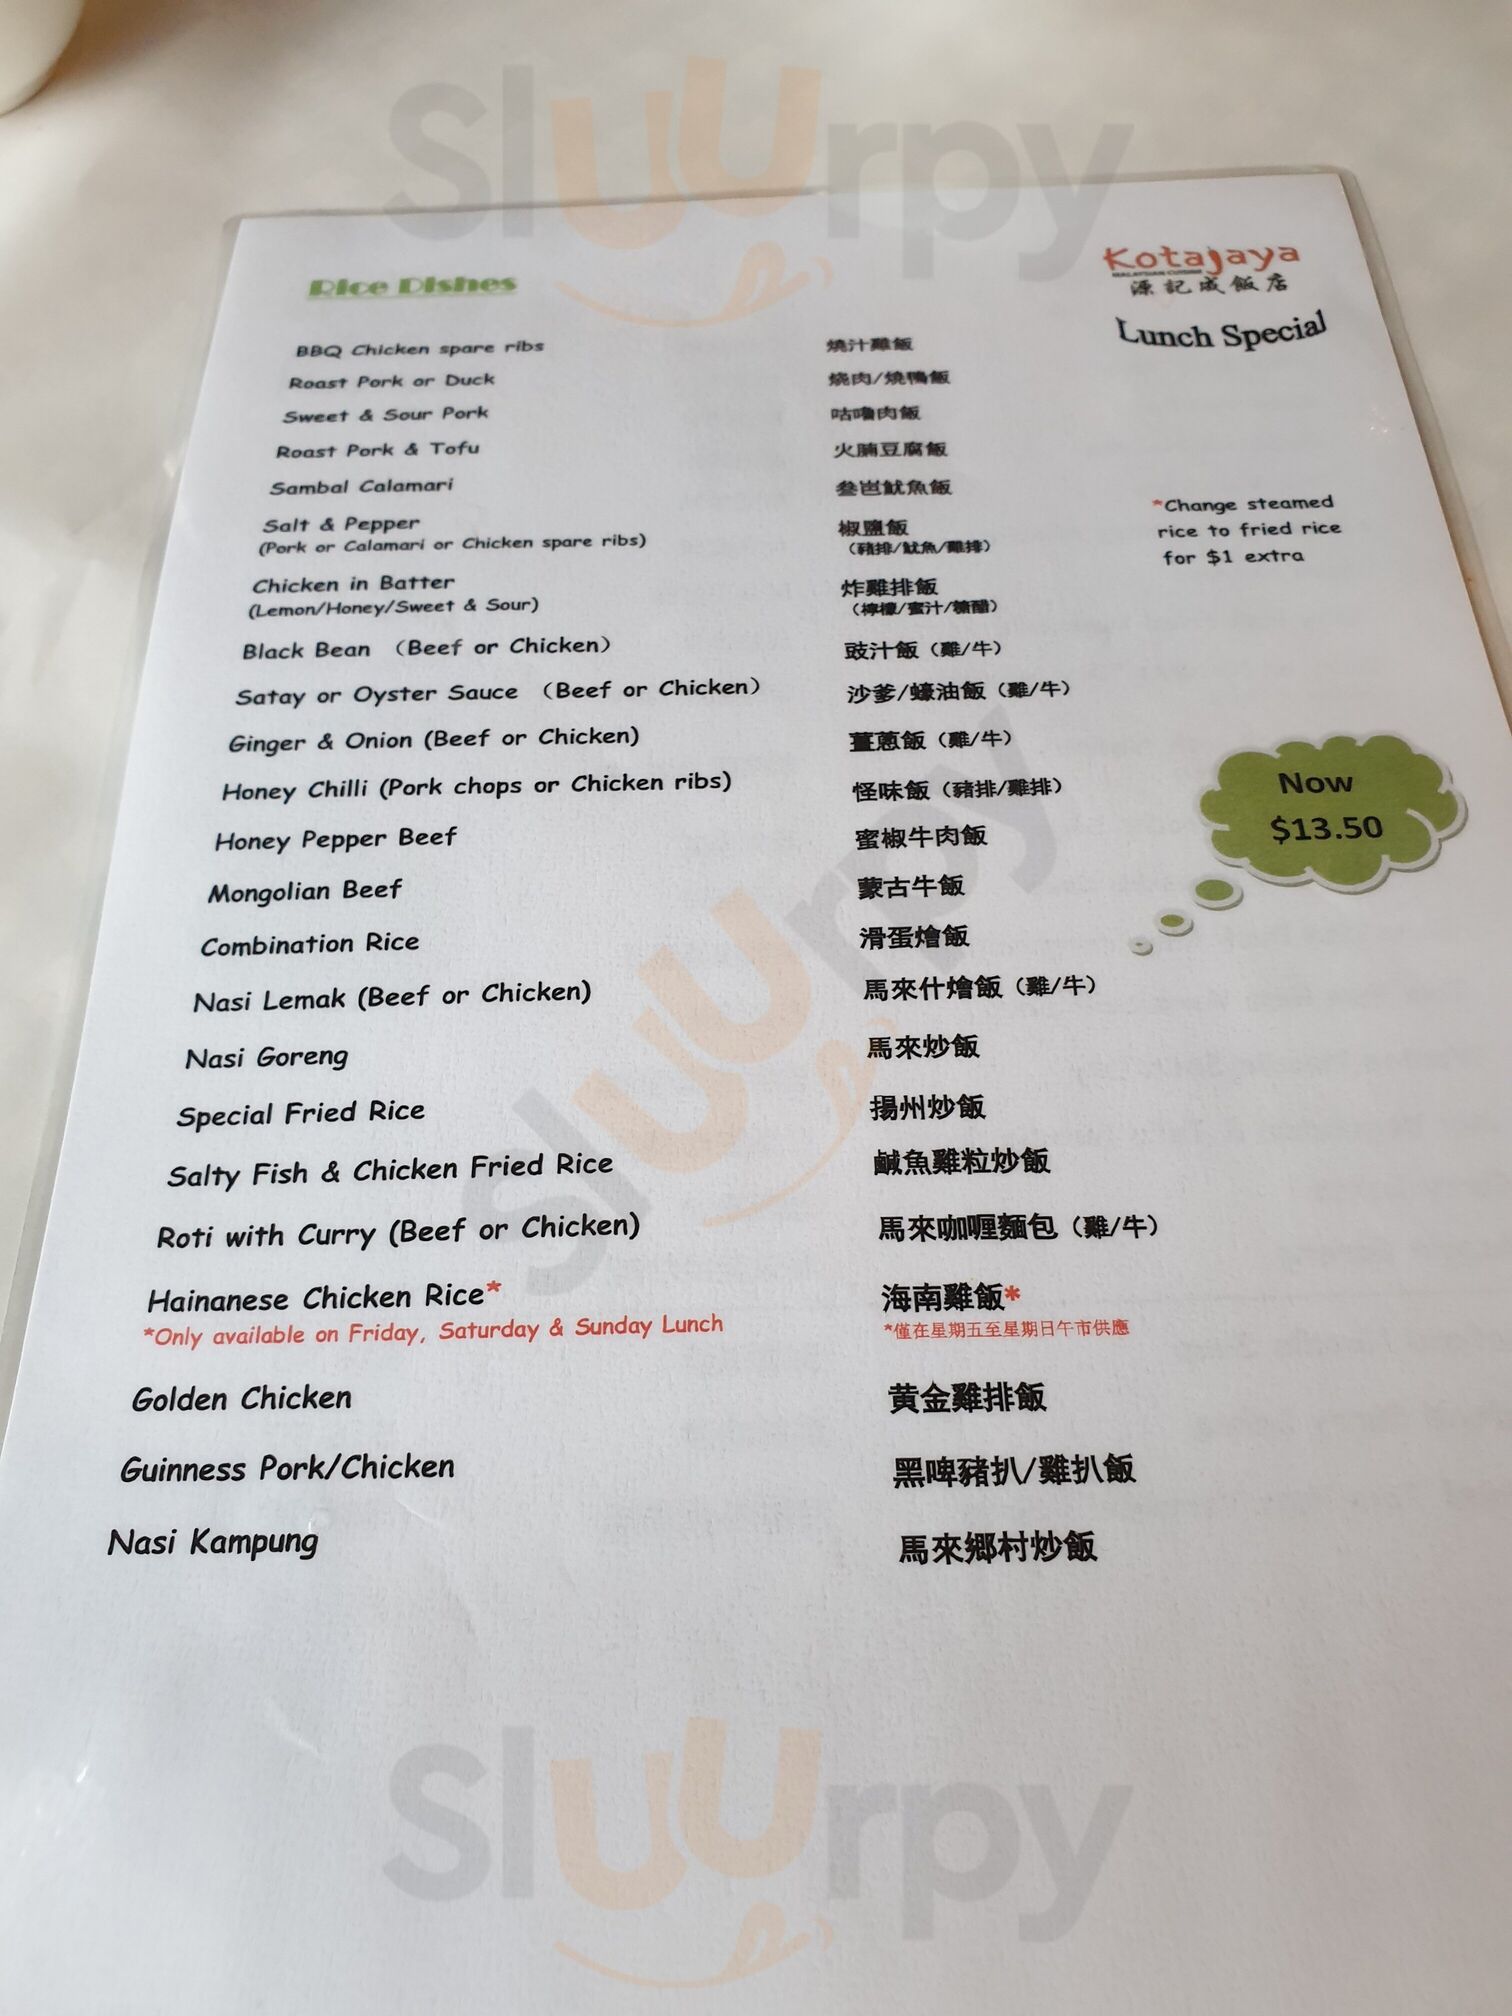 Sluurpy
Kotajaya
MALAYSIAN CUISINE
源記成飯店
Lunch Special
Rice Dishes
BBQ Chicken spare ribs 燒汁雞飯
Roast Pork or Duck 烧肉/燒鴨飯
Sweet & Sour Pork 咕嚕肉飯
Roast Pork & Tofu 火腩豆腐飯
Sambal Calamari 叁岜魷魚飯
Salt & Pepper 椒鹽飯
(Pork or Calamari or Chicken spare ribs) （豬排/魷魚/雞排）
*Change steamed
rice to fried rice
for $1 extra
Chicken in Batter 炸雞排飯
(Lemon/Honey/Sweet & Sour) （檸檬/蜜汁/糖醋）
Black Bean （Beef or Chicken） 豉汁飯（雞/牛）
Satay or Oyster Sauce （Beef or Chicken） 沙爹/蠔油飯（雞/牛）
Ginger & Onion (Beef or Chicken) 薑蔥飯（雞/牛）
Honey Chilli (Pork chops or Chicken ribs) 怪味飯（豬排/雞排）
Now
$13.50
Honey Pepper Beef 蜜椒牛肉飯
Mongolian Beef 蒙古牛飯
Combination Rice 滑蛋燴飯
Nasi Lemak (Beef or Chicken) 馬來什燴飯（雞/牛）
Nasi Goreng 馬來炒飯
Special Fried Rice 揚州炒飯
Salty Fish & Chicken Fried Rice 鹹魚雞粒炒飯
Roti with Curry (Beef or Chicken) 馬來咖喱麵包（雞/牛）
Hainanese Chicken Rice* 海南雞飯*
*Only available on Friday, Saturday & Sunday Lunch *僅在星期五至星期日午市供應
Golden Chicken 黄金雞排飯
Guinness Pork/Chicken 黑啤豬扒/雞扒飯
Nasi Kampung 馬來鄉村炒飯
Sluurpy
Sluurpy